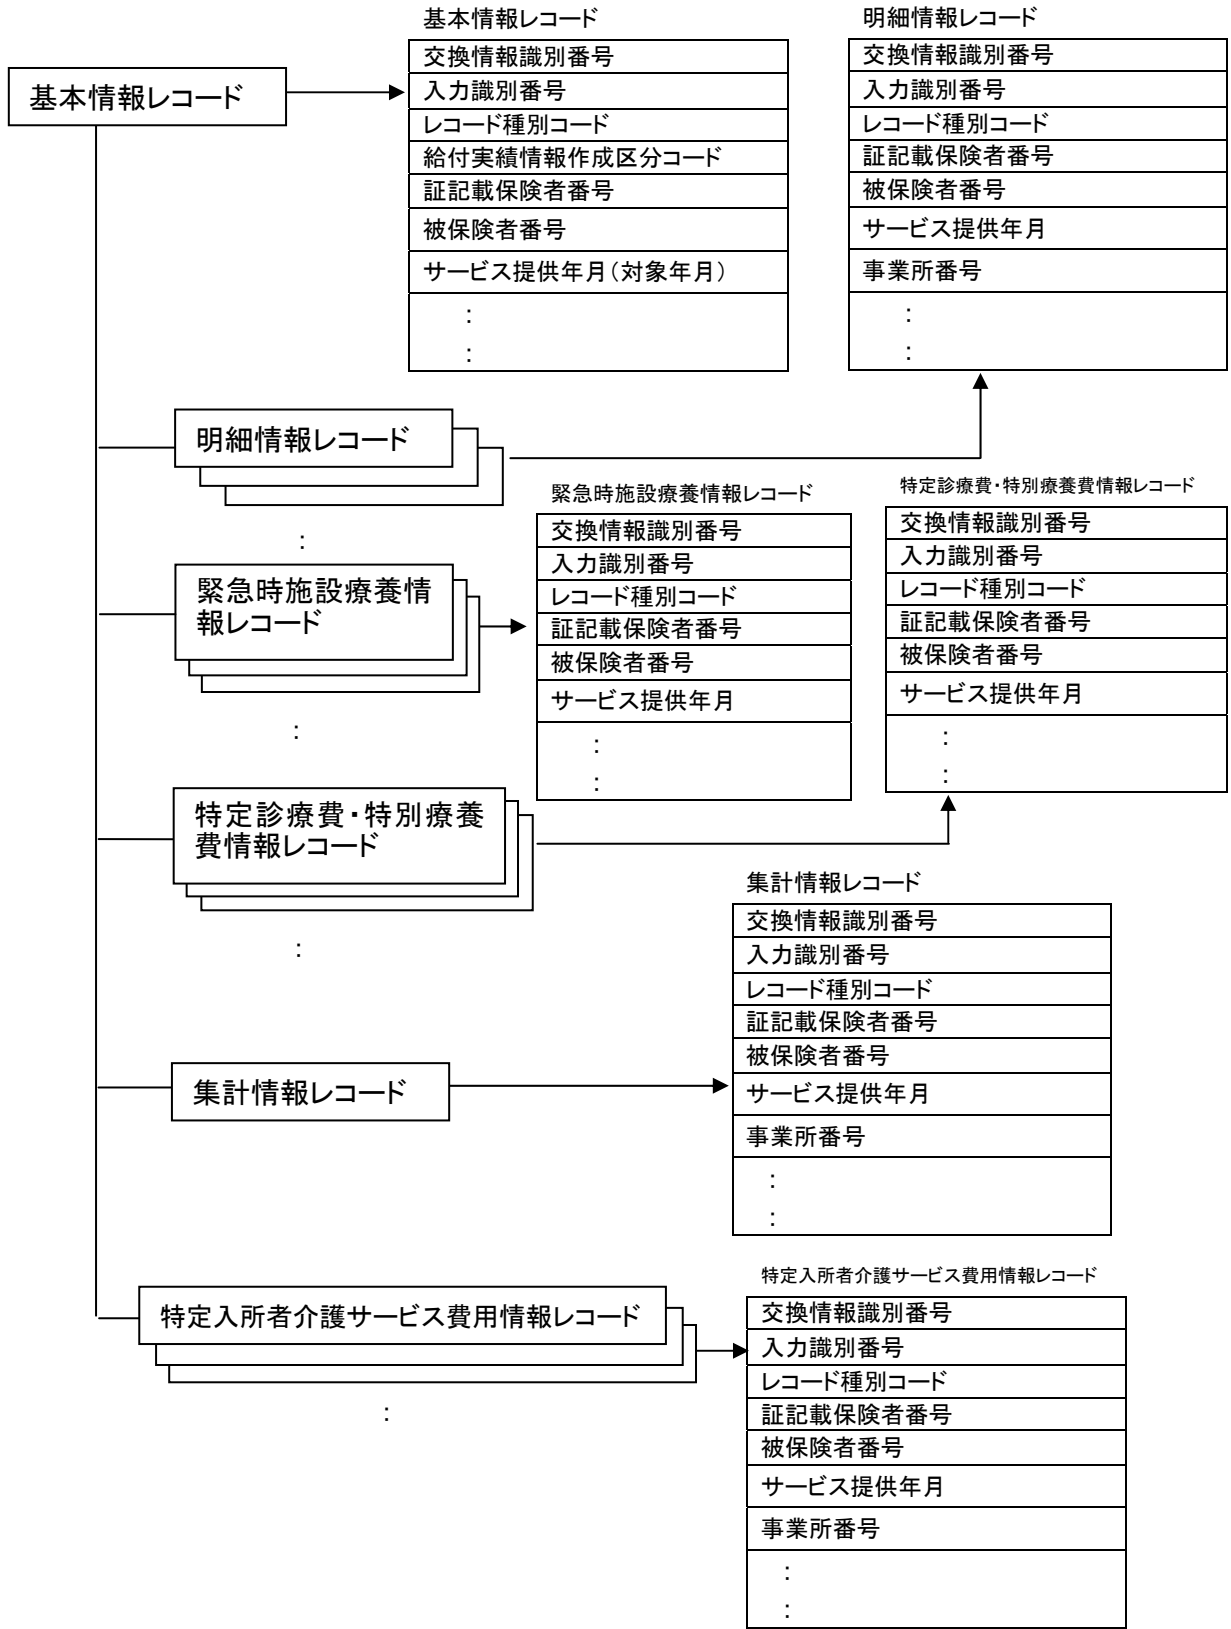 基本情報レコード
基本情報レコード
交換情報識別番号
入力識別番号
レコード種別コード
給付実績情報作成区分コード
証記載保険者番号
被保険者番号
サービス提供年月（対象年月）
：
：
明細情報レコード
交換情報識別番号
入力識別番号
レコード種別コード
証記載保険者番号
被保険者番号
サービス提供年月
事業所番号
：
：
明細情報レコード
：
緊急時施設療養情
報レコード
：
緊急時施設療養情報レコード
交換情報識別番号
入力識別番号
レコード種別コード
証記載保険者番号
被保険者番号
サービス提供年月
：
：
特定診療費・特別療養費情報レコード
交換情報識別番号
入力識別番号
レコード種別コード
証記載保険者番号
被保険者番号
サービス提供年月
：
：
特定診療費・特別療養
費情報レコード
：
集計情報レコード
集計情報レコード
交換情報識別番号
入力識別番号
レコード種別コード
証記載保険者番号
被保険者番号
サービス提供年月
事業所番号
：
：
特定入所者介護サービス費用情報レコード
：
特定入所者介護サービス費用情報レコード
交換情報識別番号
入力識別番号
レコード種別コード
証記載保険者番号
被保険者番号
サービス提供年月
事業所番号
：
：